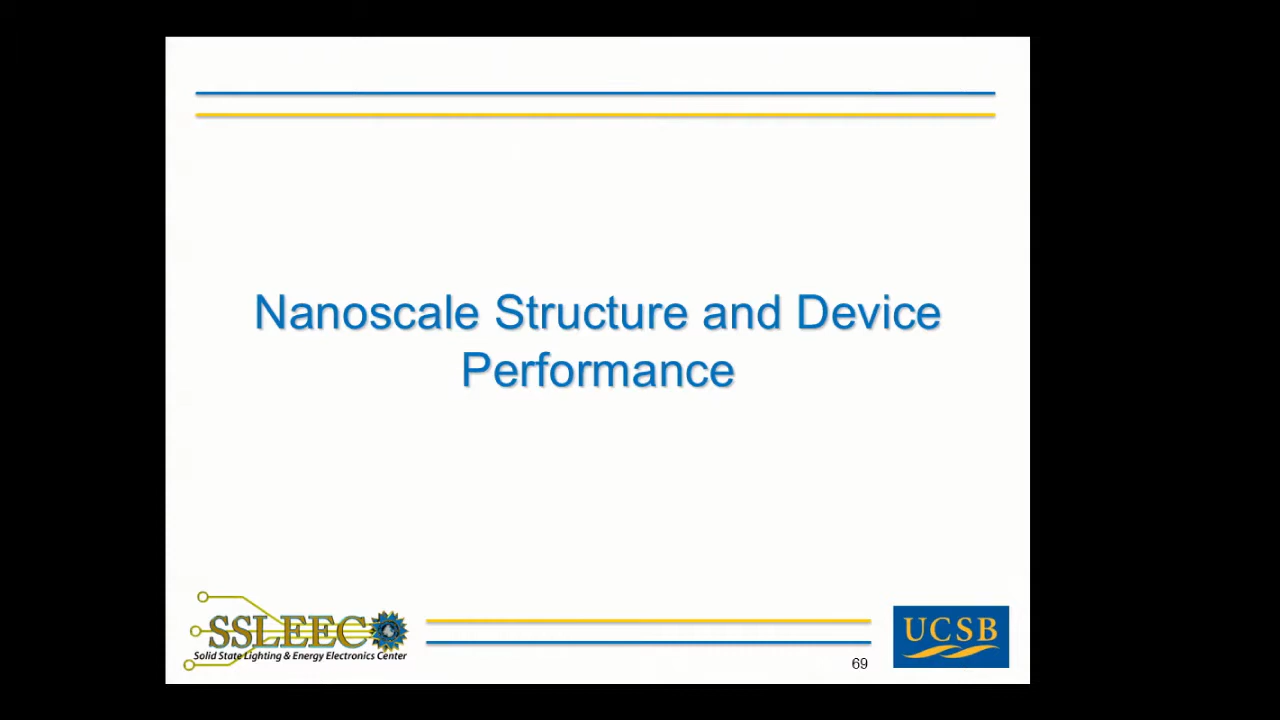 Nanoscale Structure and Device
Performance
SSLEEC
Solid State Lighting & Energy Electronics Center
69
UCSB